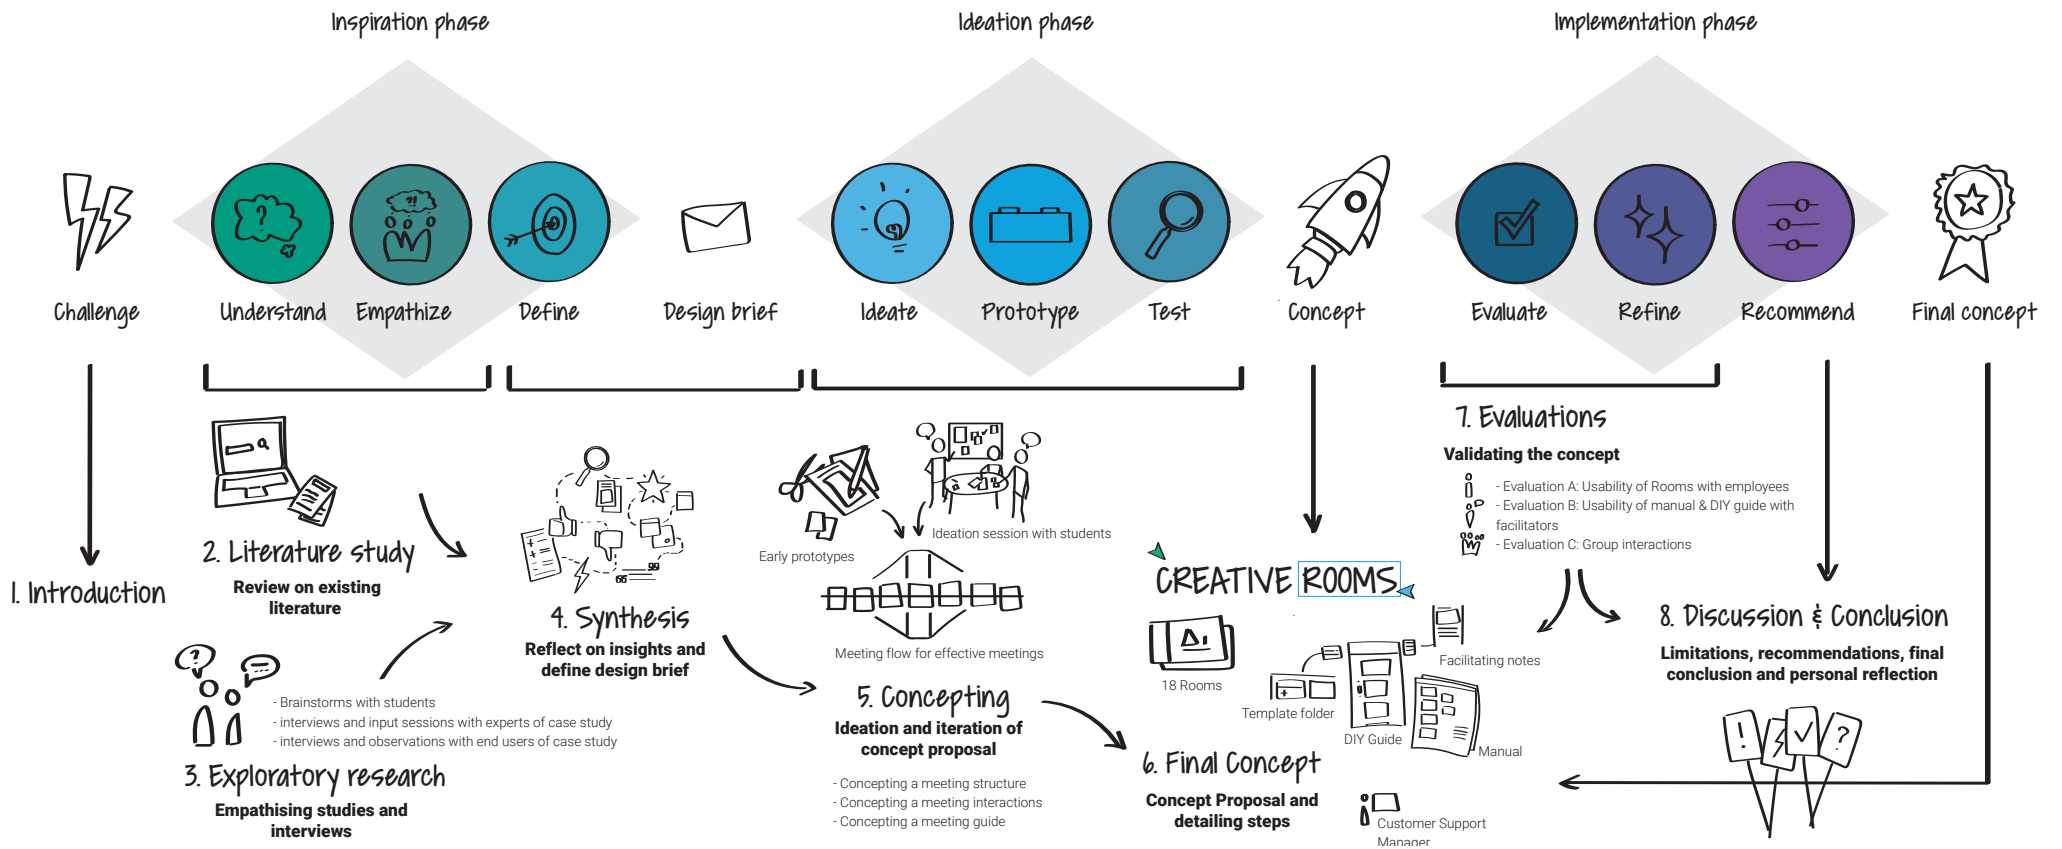 Inspiration phase
Ideation phase
Implementation phase
?
?!
Challenge
Understand
Empathize
Define
Design brief
Ideate
Prototype
Test
Concept
Evaluate
Refine
Recommend
Final concept
1. Introduction
2. Literature study
Review on existing
literature
?
- Brainstorms with students
- interviews and input sessions with experts of case study
- interviews and observations with end users of case study
3. Exploratory research
Empathising studies and
interviews
4. Synthesis
Reflect on insights and
define design brief
Early prototypes
Ideation session with students
Meeting flow for effective meetings
5. Concepting
Ideation and iteration of
concept proposal
- Concepting a meeting structure
- Concepting a meeting interactions
- Concepting a meeting guide
CREATIVE ROOMS
18 Rooms
Template folder
DIY Guide
Facilitating notes
Manual
6. Final Concept
Concept Proposal and
detailing steps
Customer Support
Manager
7. Evaluations
Validating the concept
- Evaluation A: Usability of Rooms with employees
- Evaluation B: Usability of manual & DIY guide with
facilitators
- Evaluation C: Group interactions
8. Discussion & Conclusion
Limitations, recommendations, final
conclusion and personal reflection
!
?